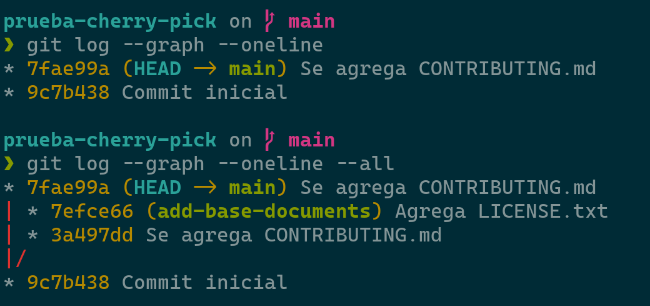 prueba-cherry-pick on main
❯ git log --graph --oneline
* 7fae99a (HEAD -> main) Se agrega CONTRIBUTING.md
* 9c7b438 Commit inicial
prueba-cherry-pick on main
❯ git log --graph --oneline --all
* 7fae99a (HEAD -> main) Se agrega CONTRIBUTING.md
| * 7efce66 (add-base-documents) Agrega LICENSE.txt
| * 3a497dd Se agrega CONTRIBUTING.md
|/
* 9c7b438 Commit inicial